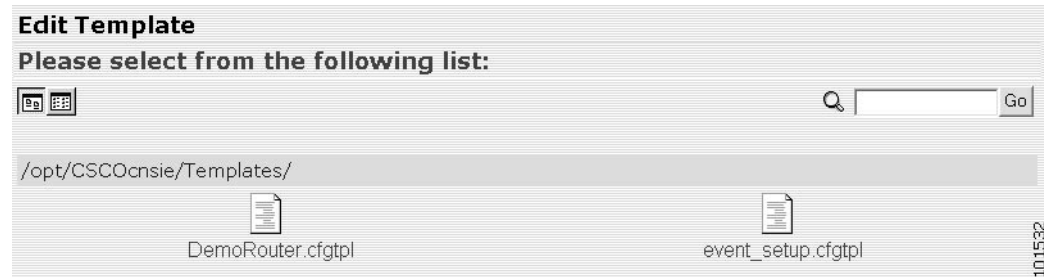 Edit Template
Please select from the following list:
Go
/opt/CSCOcnsie/Templates/
DemoRouter.cfgtpl
event_setup.cfgtpl
101532